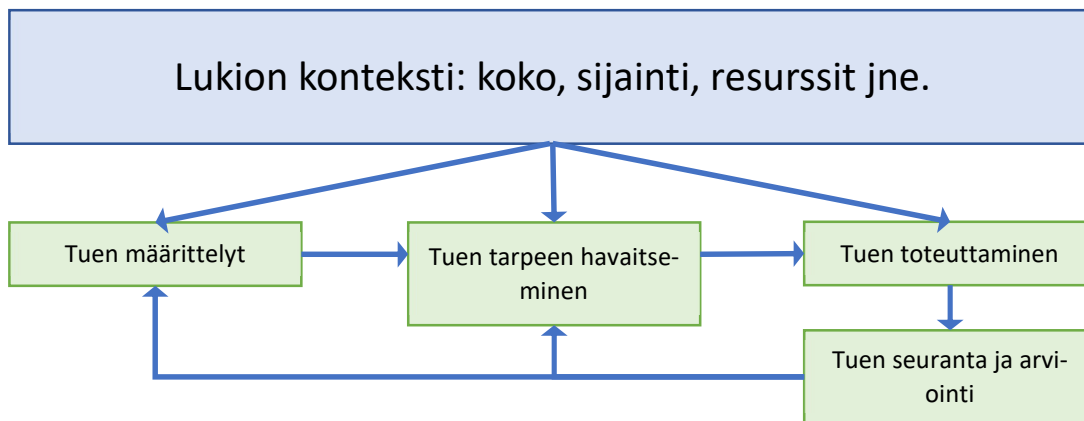 Lukion konteksti: koko, sijainti, resurssit jne.
Tuen määrittelyt
Tuen tarpeen havaitse-
minen
Tuen toteuttaminen
Tuen seuranta ja arvi-
ointi